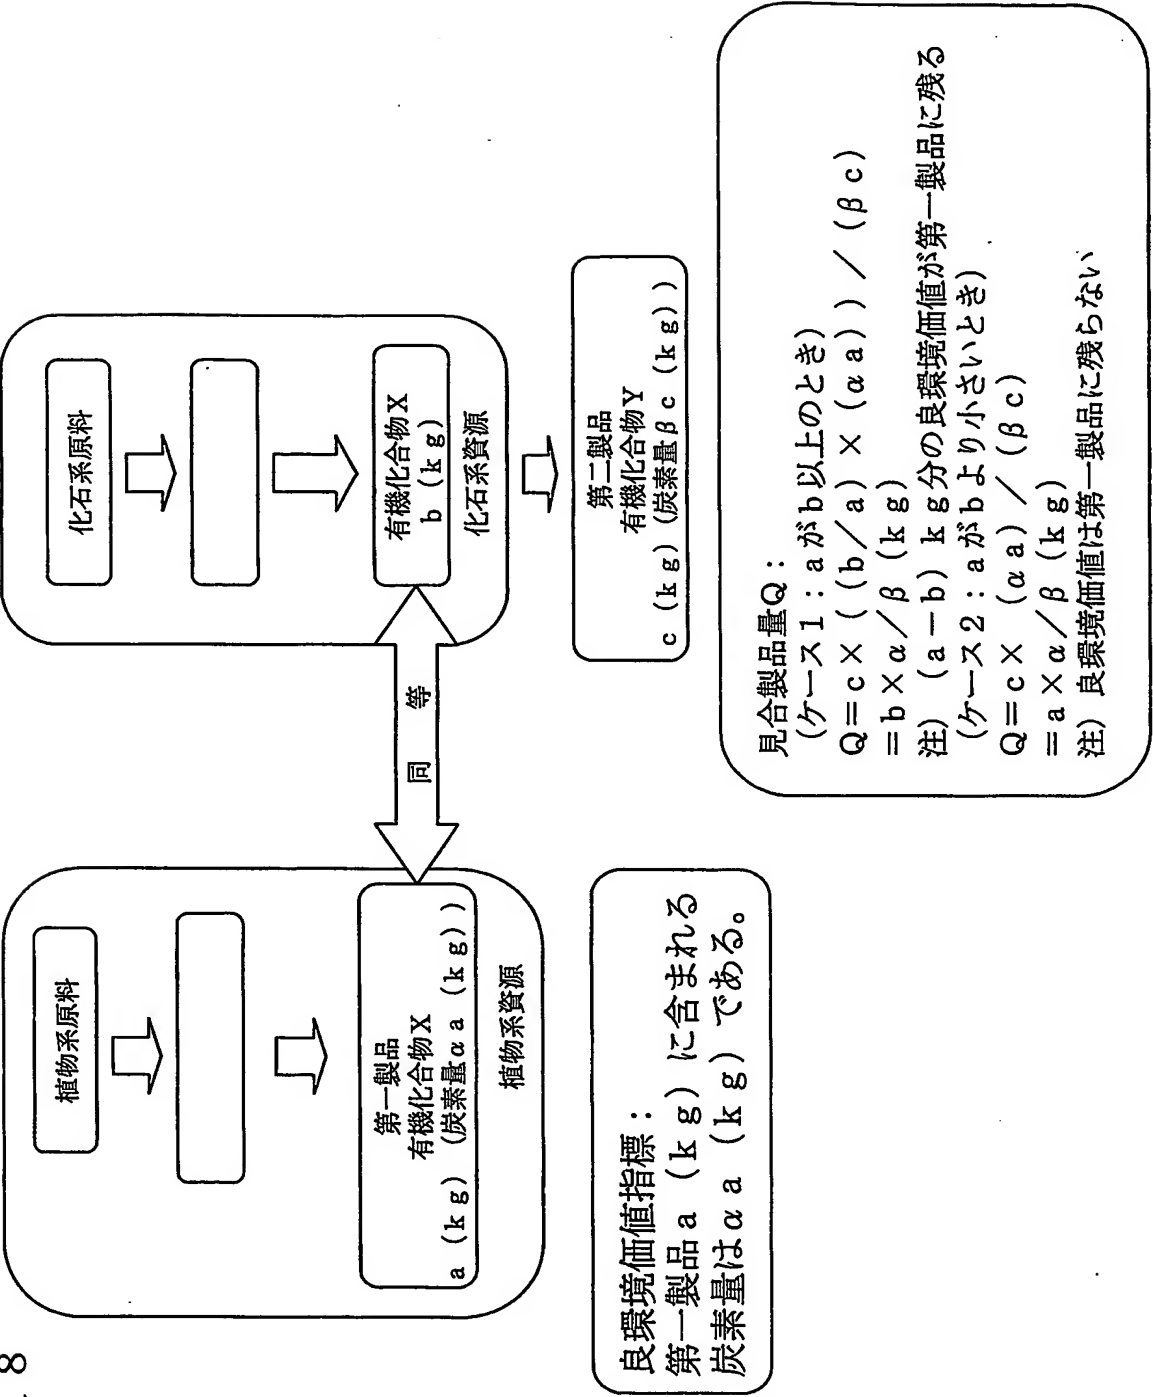 8
植物系原料
第一製品
有機化合物X
a (kg) (炭素量αa (kg))
植物系資源
同 等
化石系原料
有機化合物X
b (kg)
化石系資源
第二製品
有機化合物Y
c (kg) (炭素量βc (kg))
良環境価値指標:
第一製品a (kg) に含まれる
炭素量はαa (kg) である。
見合製品量Q:
(ケース1:aがb以上のとき)
Q=c×((b/a)×(αa))/(βc)
=b×α/β (kg)
注) (a-b) kg分の良環境価値が第一製品に残る
(ケース2:aがbより小さいとき)
Q=c× (αa) / (βc)
=a×α/β (kg)
注) 良環境価値は第一製品に残らない